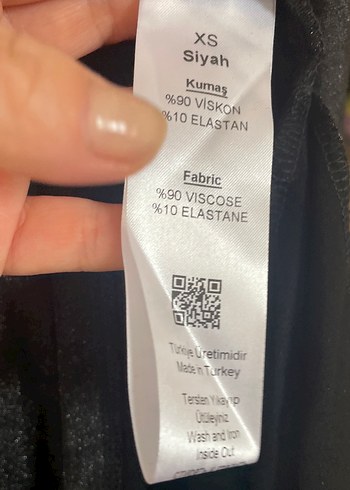 XS
Siyah
Kumaş
%90 VİSKON
%10 ELASTAN
Fabric
%90 VISCOSE
%10 ELASTANE
Türkiye Üretimidir
Made in Turkey
Tersten Yıkayıp
Ütüleyiniz
Wash and Iron
Inside Out